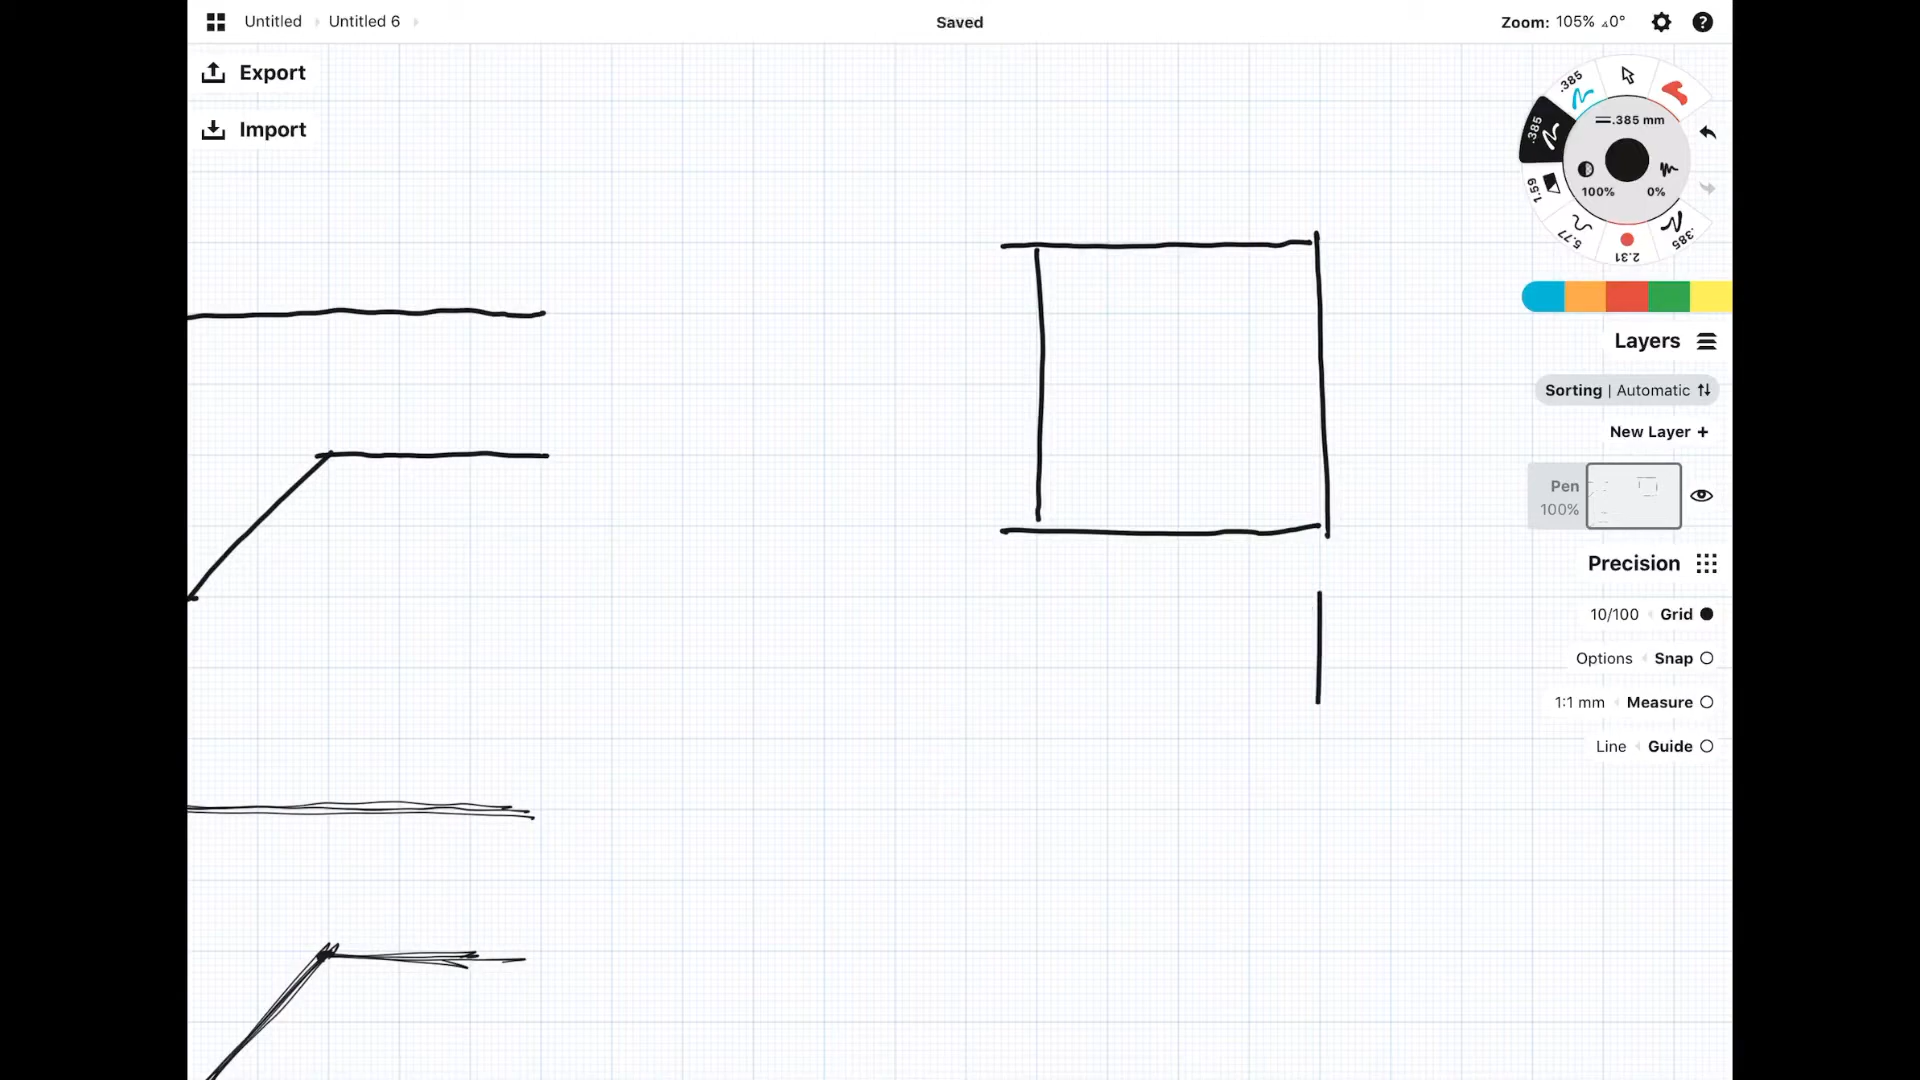 Untitled Untitled 6
Saved
Zoom: 105% ⊿0°
Export
Import
.385
.385
1.59
5.77
2.31
.385
.385 mm
100% 0%
Layers
Sorting | Automatic
New Layer +
Pen
100%
Precision
10/100 Grid
Options Snap
1:1 mm Measure
Line Guide